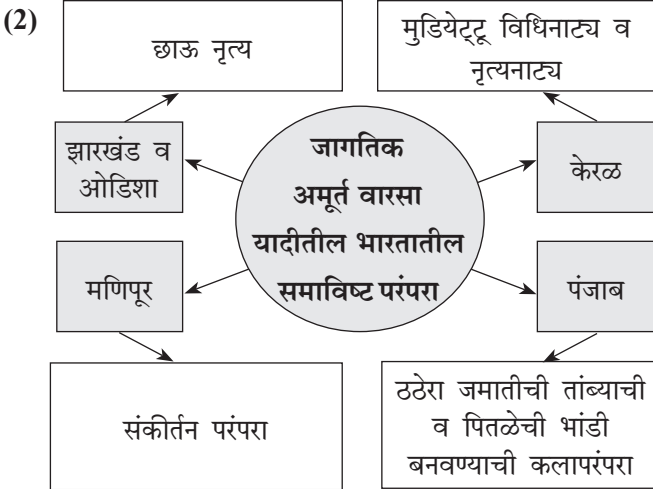 (2)
छाऊ नृत्य
मुडियेट्टू विधिनाट्य व
नृत्यनाट्य
झारखंड व
ओडिशा
जागतिक
अमूर्त वारसा
यादीतील भारतातील
समाविष्ट परंपरा
केरळ
मणिपूर
पंजाब
संकीर्तन परंपरा
ठठेरा जमातीची तांब्याची
व पितळेची भांडी
बनवण्याची कलापरंपरा